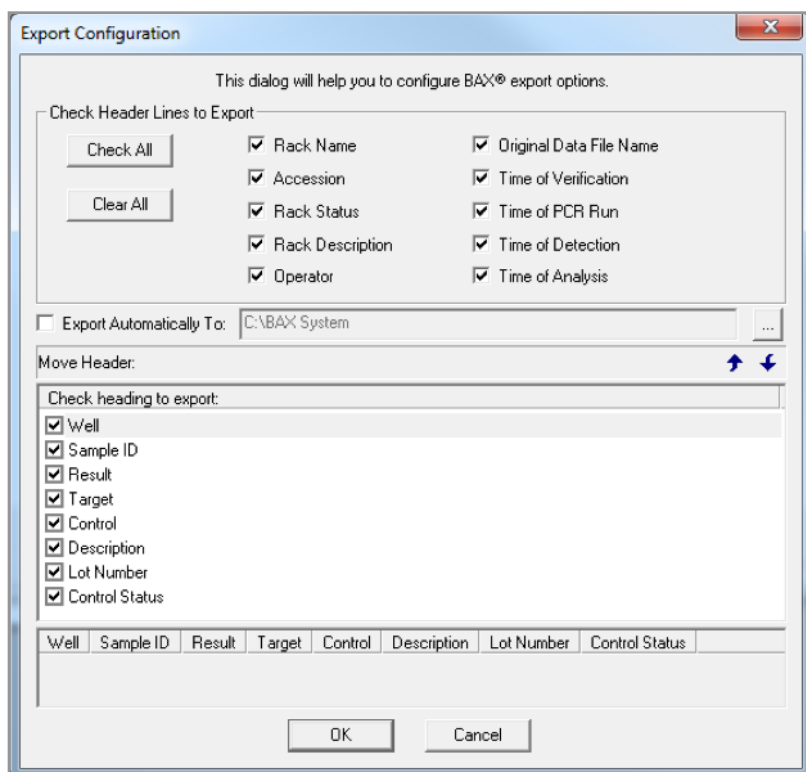 Export Configuration
This dialog will help you to configure BAX® export options.
Check Header Lines to Export
Check All
Clear All
Rack Name
Accession
Rack Status
Rack Description
Operator
Original Data File Name
Time of Verification
Time of PCR Run
Time of Detection
Time of Analysis
Export Automatically To: C:\BAX System ...
Move Header:
Check heading to export:
Well
Sample ID
Result
Target
Control
Description
Lot Number
Control Status
Well Sample ID Result Target Control Description Lot Number Control Status
OK Cancel